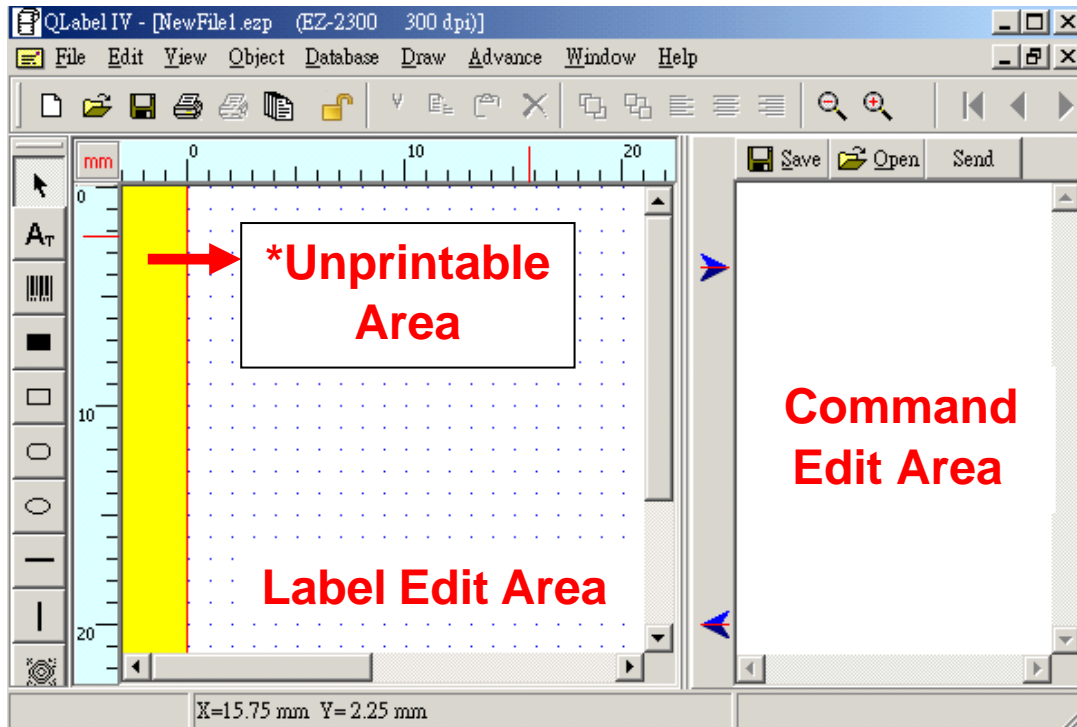 QLabel IV - [NewFile1.ezp (EZ-2300 300 dpi)]
File Edit View Object Database Draw Advance Window Help
mm 0 10 20
Save Open Send
0
AT
*Unprintable
Area
10
Command
Edit Area
Label Edit Area
20
X=15.75 mm Y= 2.25 mm